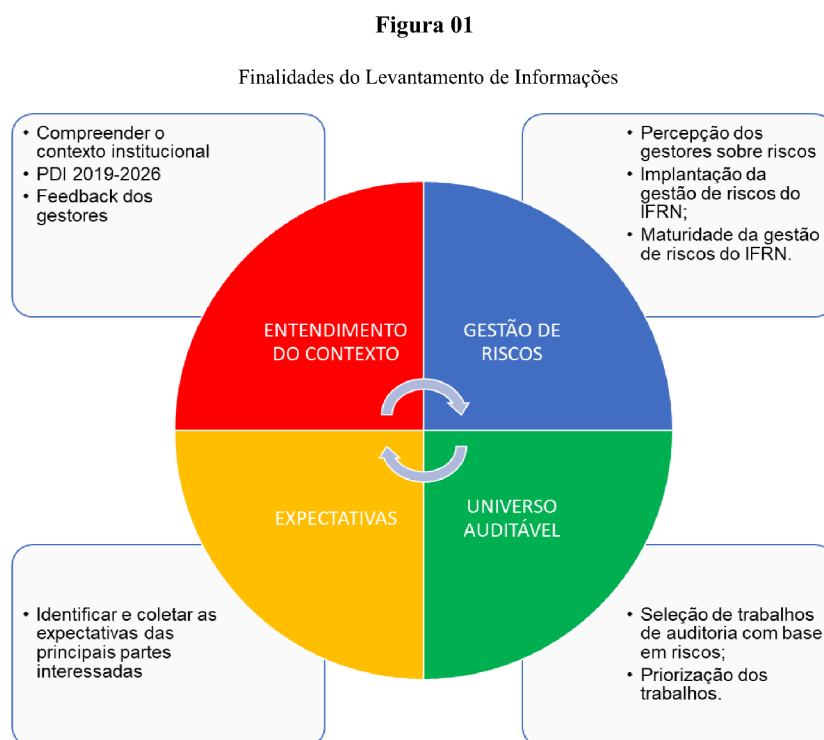 Figura 01
Finalidades do Levantamento de Informações
• Compreender o
contexto institucional
• PDI 2019-2026
• Feedback dos
gestores
• Percepção dos
gestores sobre riscos
• Implantação da
gestão de riscos do
IFRN;
• Maturidade da gestão
de riscos do IFRN.
ENTENDIMENTO
DO CONTEXTO
GESTÃO DE
RISCOS
EXPECTATIVAS
UNIVERSO
AUDITÁVEL
• Identificar e coletar as
expectativas das
principais partes
interessadas
• Seleção de trabalhos
de auditoria com base
em riscos;
• Priorização dos
trabalhos.